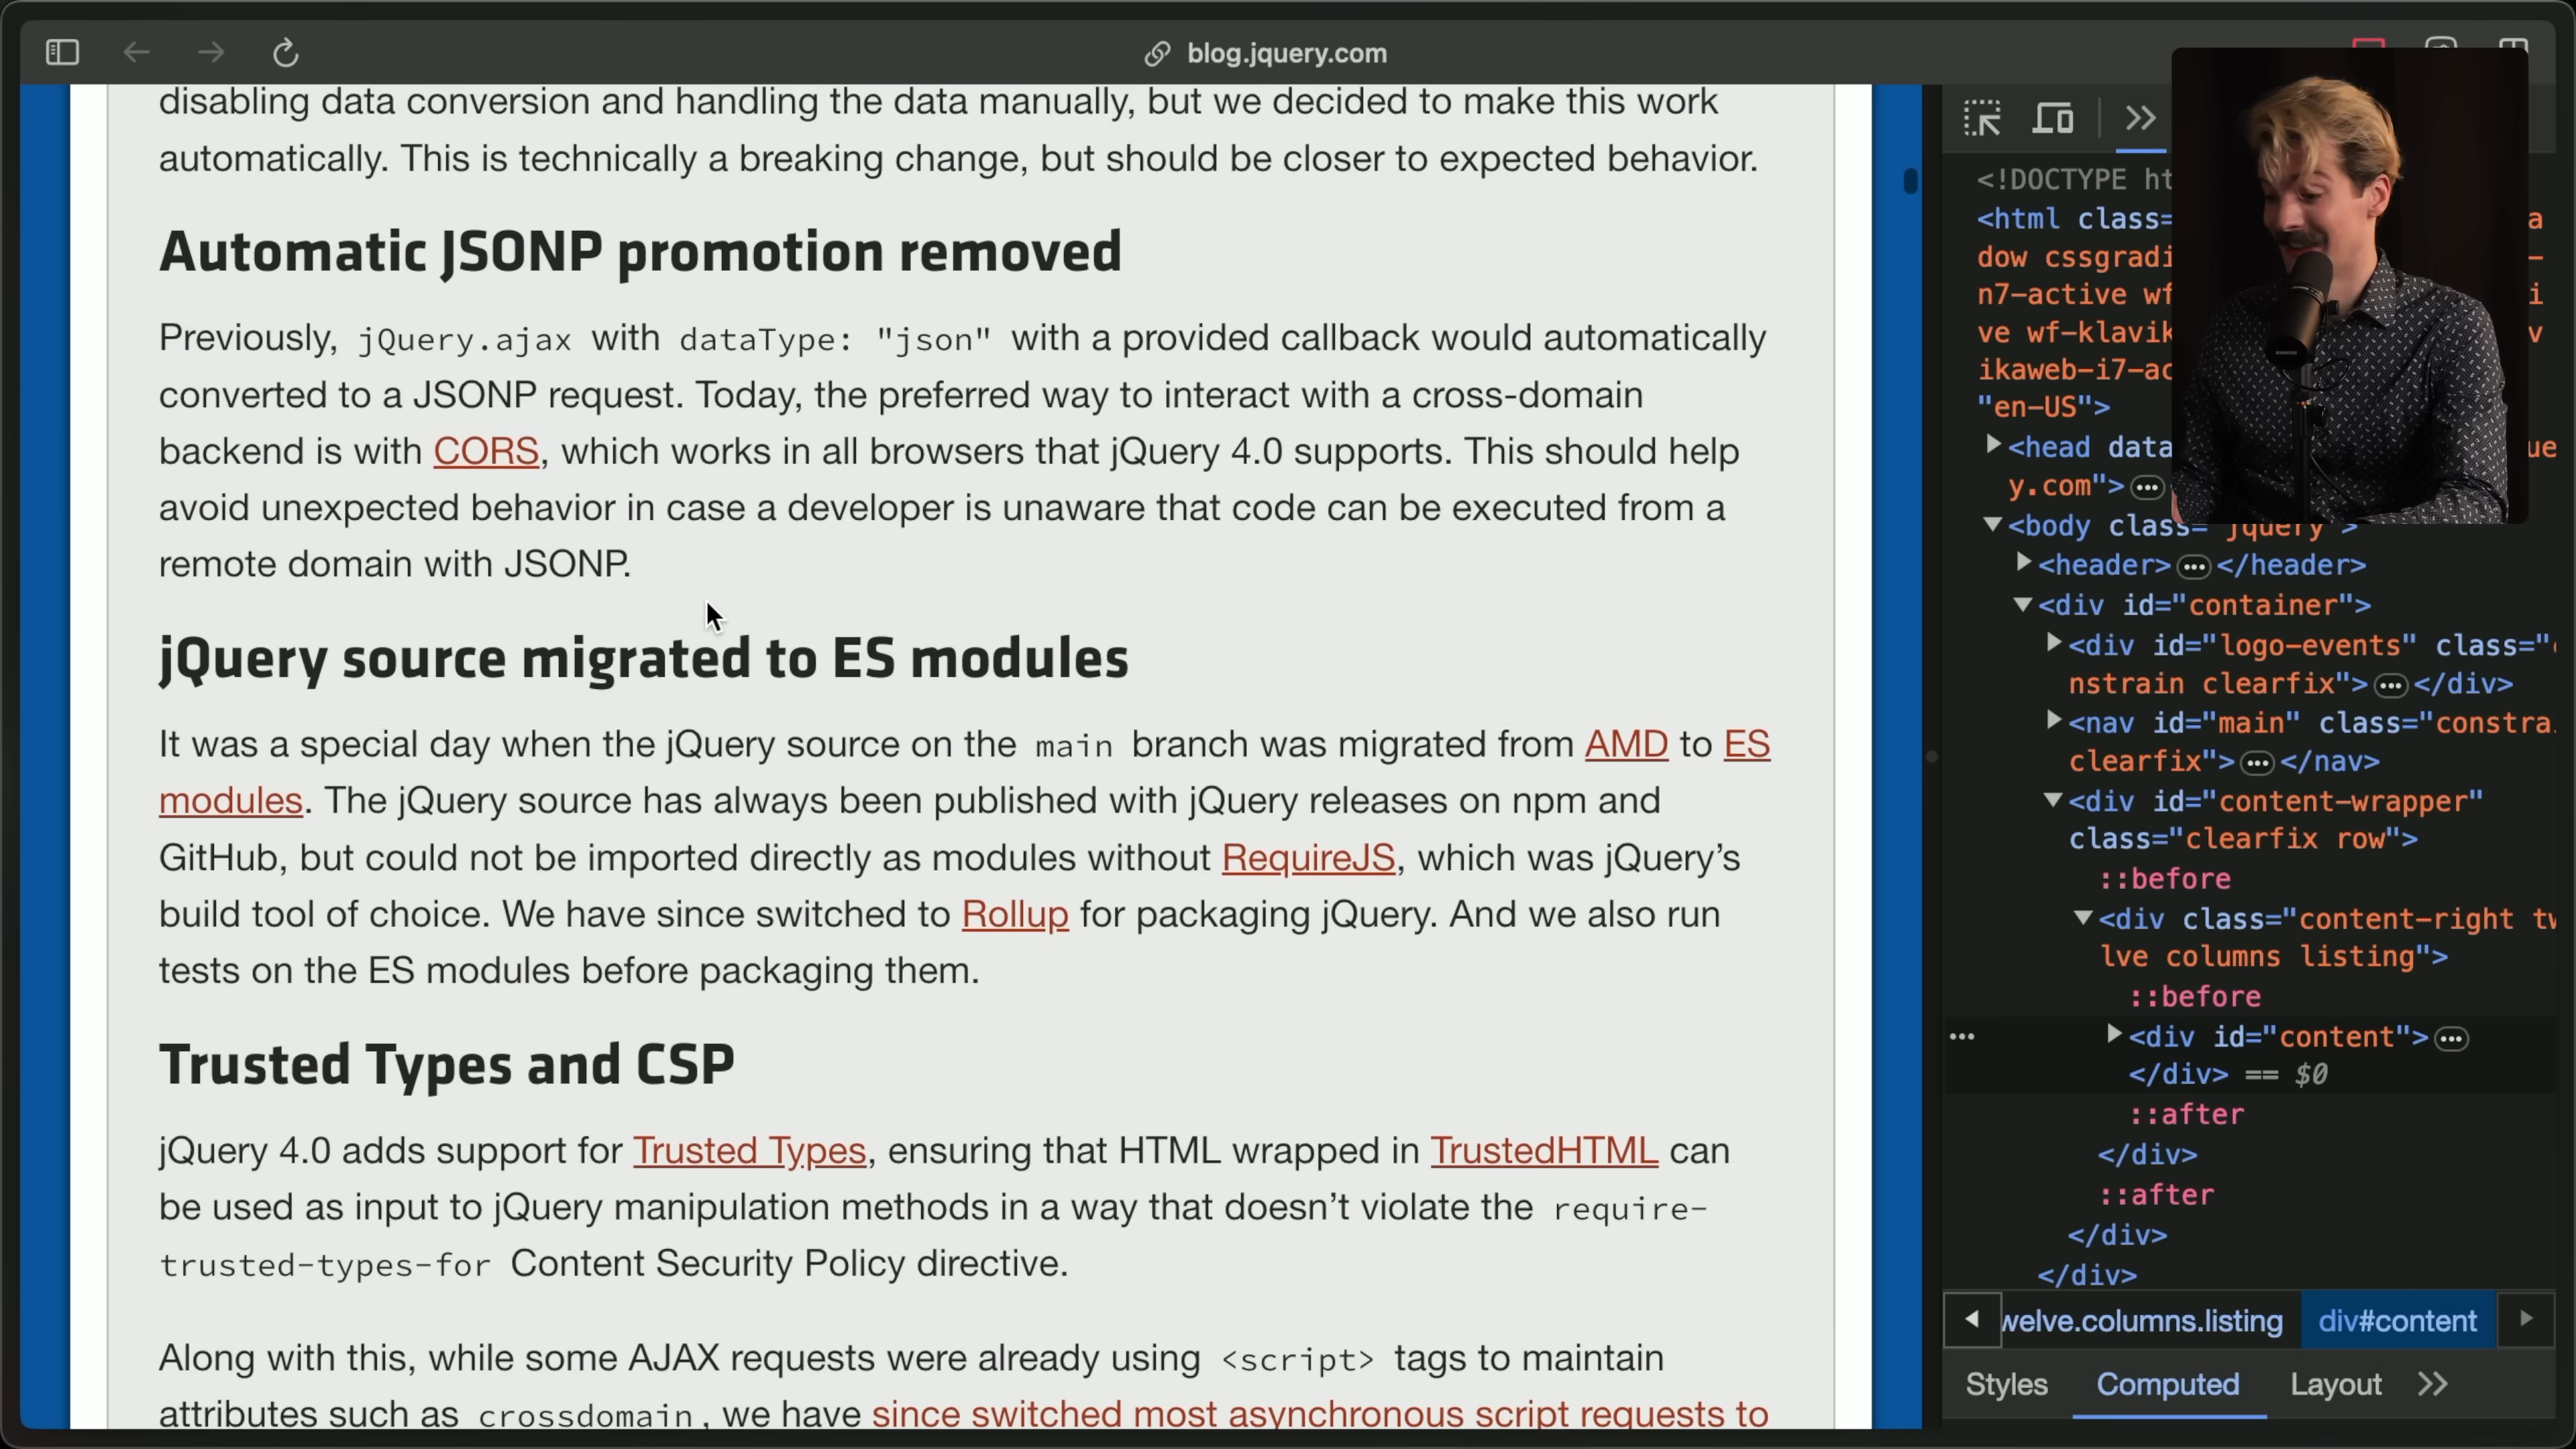 blog.jquery.com
disabling data conversion and handling the data manually, but we decided to make this work
automatically. This is technically a breaking change, but should be closer to expected behavior.
Automatic JSONP promotion removed
Previously, jQuery.ajax with dataType: "json" with a provided callback would automatically
converted to a JSONP request. Today, the preferred way to interact with a cross-domain
backend is with CORS, which works in all browsers that jQuery 4.0 supports. This should help
avoid unexpected behavior in case a developer is unaware that code can be executed from a
remote domain with JSONP.
jQuery source migrated to ES modules
It was a special day when the jQuery source on the main branch was migrated from AMD to ES
modules. The jQuery source has always been published with jQuery releases on npm and
GitHub, but could not be imported directly as modules without RequireJS, which was jQuery’s
build tool of choice. We have since switched to Rollup for packaging jQuery. And we also run
tests on the ES modules before packaging them.
Trusted Types and CSP
jQuery 4.0 adds support for Trusted Types, ensuring that HTML wrapped in TrustedHTML can
be used as input to jQuery manipulation methods in a way that doesn’t violate the require-
trusted-types-for Content Security Policy directive.
Along with this, while some AJAX requests were already using <script> tags to maintain
attributes such as crossdomain, we have since switched most asynchronous script requests to
<!DOCTYPE ht
<html class=
dow cssgradi
n7-active wf
ve wf-klavik
ikaweb-i7-ac
"en-US">
<head data
y.com">
<body class="jquery">
<header></header>
<div id="container">
<div id="logo-events" class="
nstrain clearfix"></div>
<nav id="main" class="constra
clearfix"></nav>
<div id="content-wrapper"
class="clearfix row">
::before
<div class="content-right tw
lve columns listing">
::before
<div id="content">
</div> == $0
::after
</div>
::after
</div>
</div>
welve.columns.listing div#content
Styles Computed Layout